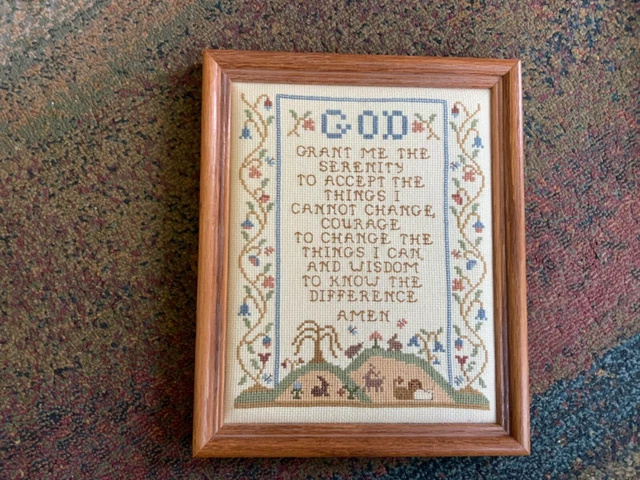 GOD
GRANT ME THE
SERENITY
TO ACCEPT THE
THINGS I
CANNOT CHANGE,
COURAGE
TO CHANGE THE
THINGS I CAN,
AND WISDOM
TO KNOW THE
DIFFERENCE
AMEN